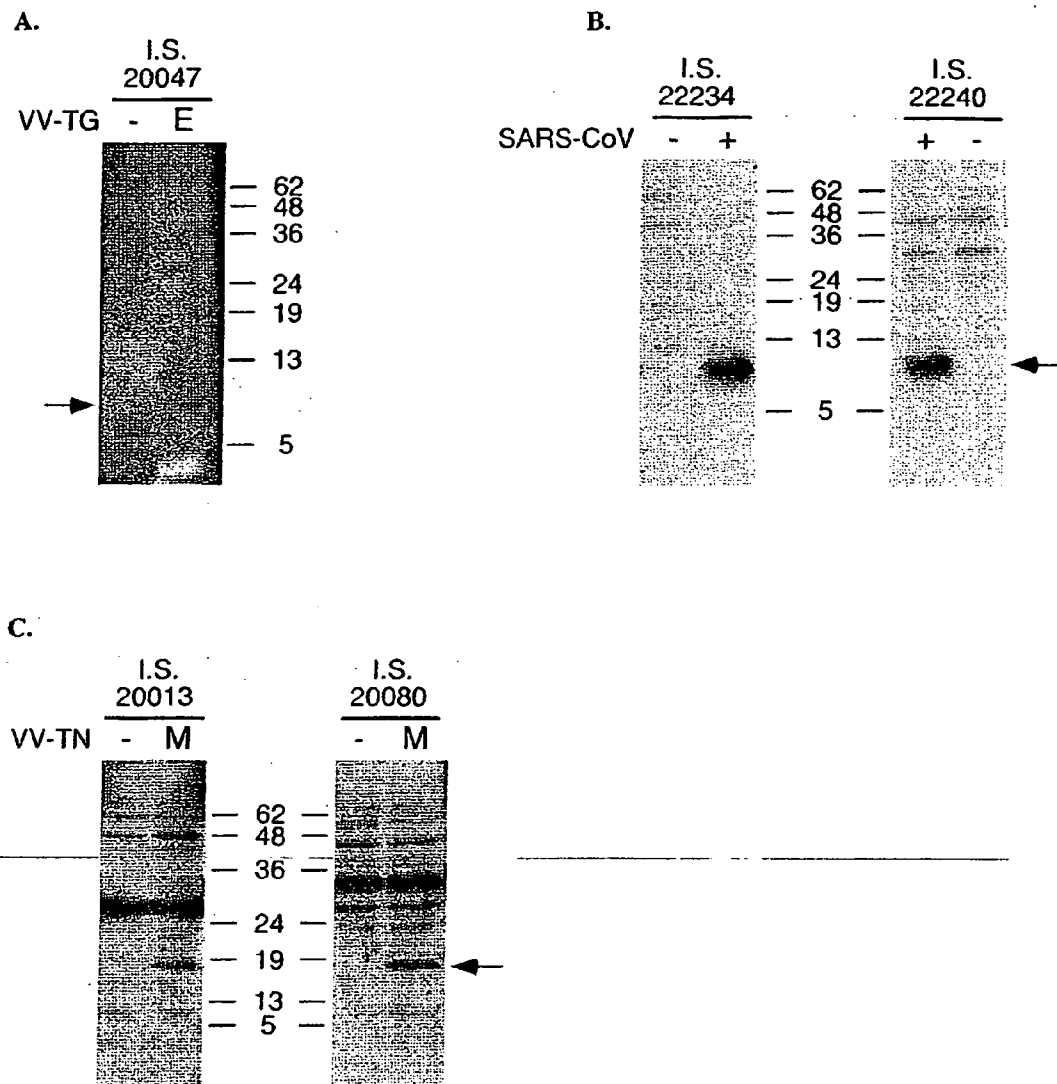 A.
I.S.
20047
VV-TG - E
62
48
36
24
19
13
5
B.
I.S.
22234
I.S.
22240
SARS-CoV - + + -
62
48
36
24
19
13
5
C.
I.S.
20013
I.S.
20080
VV-TN - M - M
62
48
36
24
19
13
5